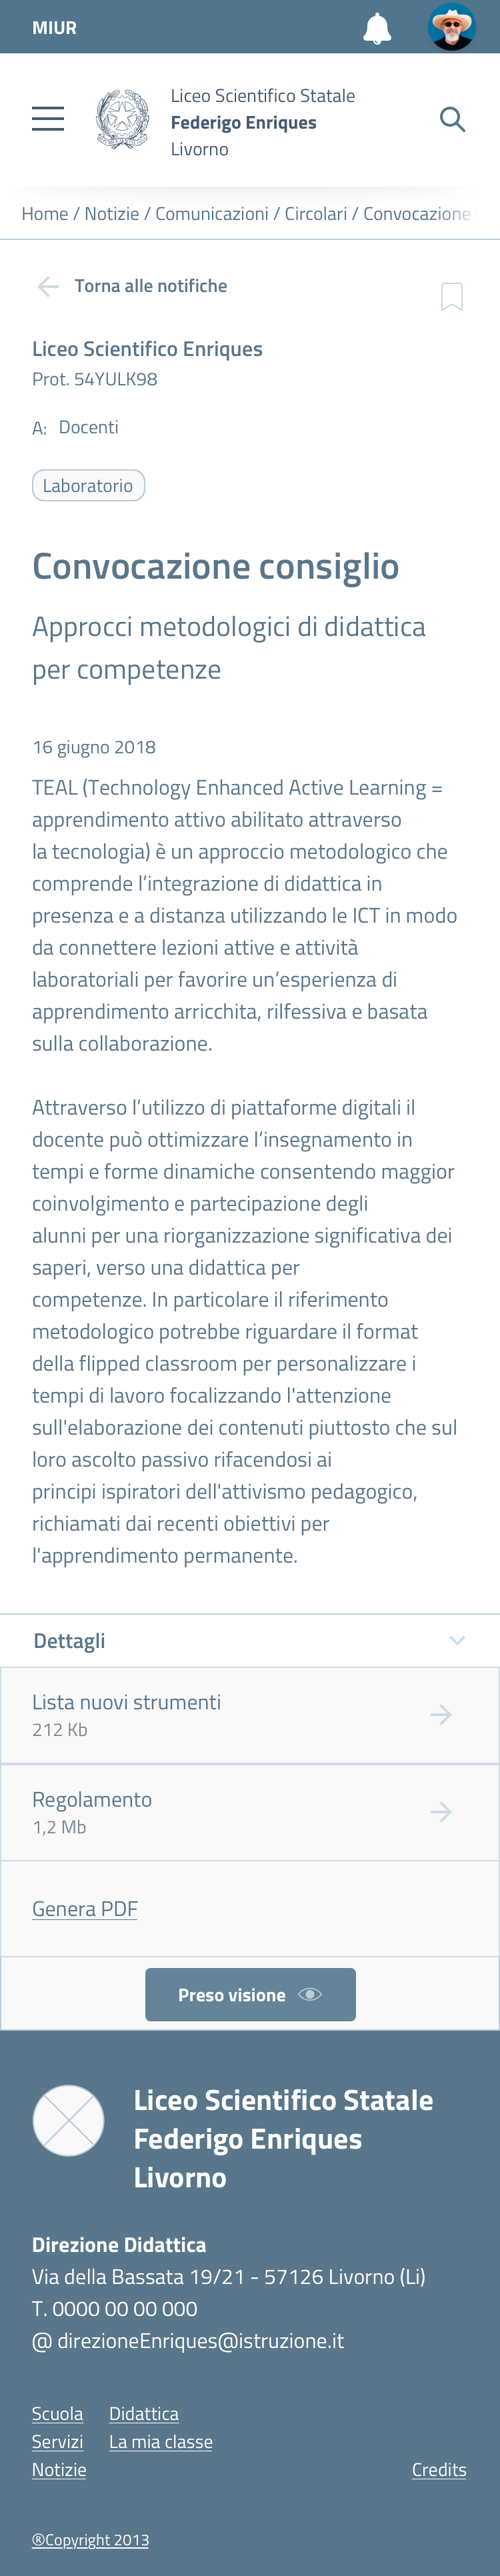 MIUR
Liceo Scientifico Statale
Federigo Enriques
Livorno
Home / Notizie / Comunicazioni / Circolari / Convocazione
Torna alle notifiche
Liceo Scientifico Enriques
Prot. 54YULK98
A: Docenti
Laboratorio
Convocazione consiglio
Approcci metodologici di didattica
per competenze
16 giugno 2018
TEAL (Technology Enhanced Active Learning =
apprendimento attivo abilitato attraverso
la tecnologia) è un approccio metodologico che
comprende l’integrazione di didattica in
presenza e a distanza utilizzando le ICT in modo
da connettere lezioni attive e attività
laboratoriali per favorire un’esperienza di
apprendimento arricchita, rilfessiva e basata
sulla collaborazione.
Attraverso l’utilizzo di piattaforme digitali il
docente può ottimizzare l’insegnamento in
tempi e forme dinamiche consentendo maggior
coinvolgimento e partecipazione degli
alunni per una riorganizzazione significativa dei
saperi, verso una didattica per
competenze. In particolare il riferimento
metodologico potrebbe riguardare il format
della flipped classroom per personalizzare i
tempi di lavoro focalizzando l'attenzione
sull'elaborazione dei contenuti piuttosto che sul
loro ascolto passivo rifacendosi ai
principi ispiratori dell'attivismo pedagogico,
richiamati dai recenti obiettivi per
l'apprendimento permanente.
Dettagli
Lista nuovi strumenti
212 Kb
Regolamento
1,2 Mb
Genera PDF
Preso visione
Liceo Scientifico Statale
Federigo Enriques
Livorno
Direzione Didattica
Via della Bassata 19/21 - 57126 Livorno (Li)
T. 0000 00 00 000
@ direzioneEnriques@istruzione.it
Scuola Didattica
Servizi La mia classe
Notizie Credits
®Copyright 2013